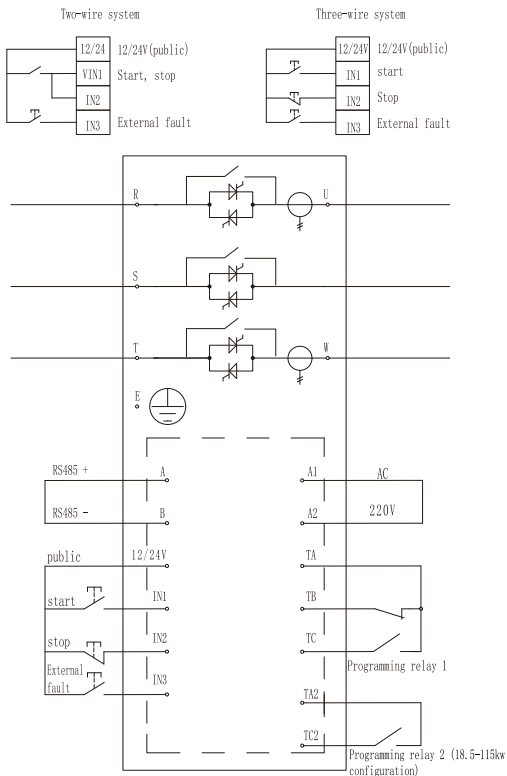 Two-wire system
12/24
12/24V(public)
VIN1
Start, stop
IN2
IN3
External fault
Three-wire system
12/24V
12/24V(public)
IN1
start
IN2
Stop
IN3
External fault
R
U
S
T
W
E
RS485 +
A
A1
AC
RS485 -
B
A2
220V
public
12/24V
TA
start
IN1
TB
stop
IN2
TC
External
fault
IN3
Programming relay 1
TA2
TC2
Programming relay 2 (18.5-115kw
configuration)